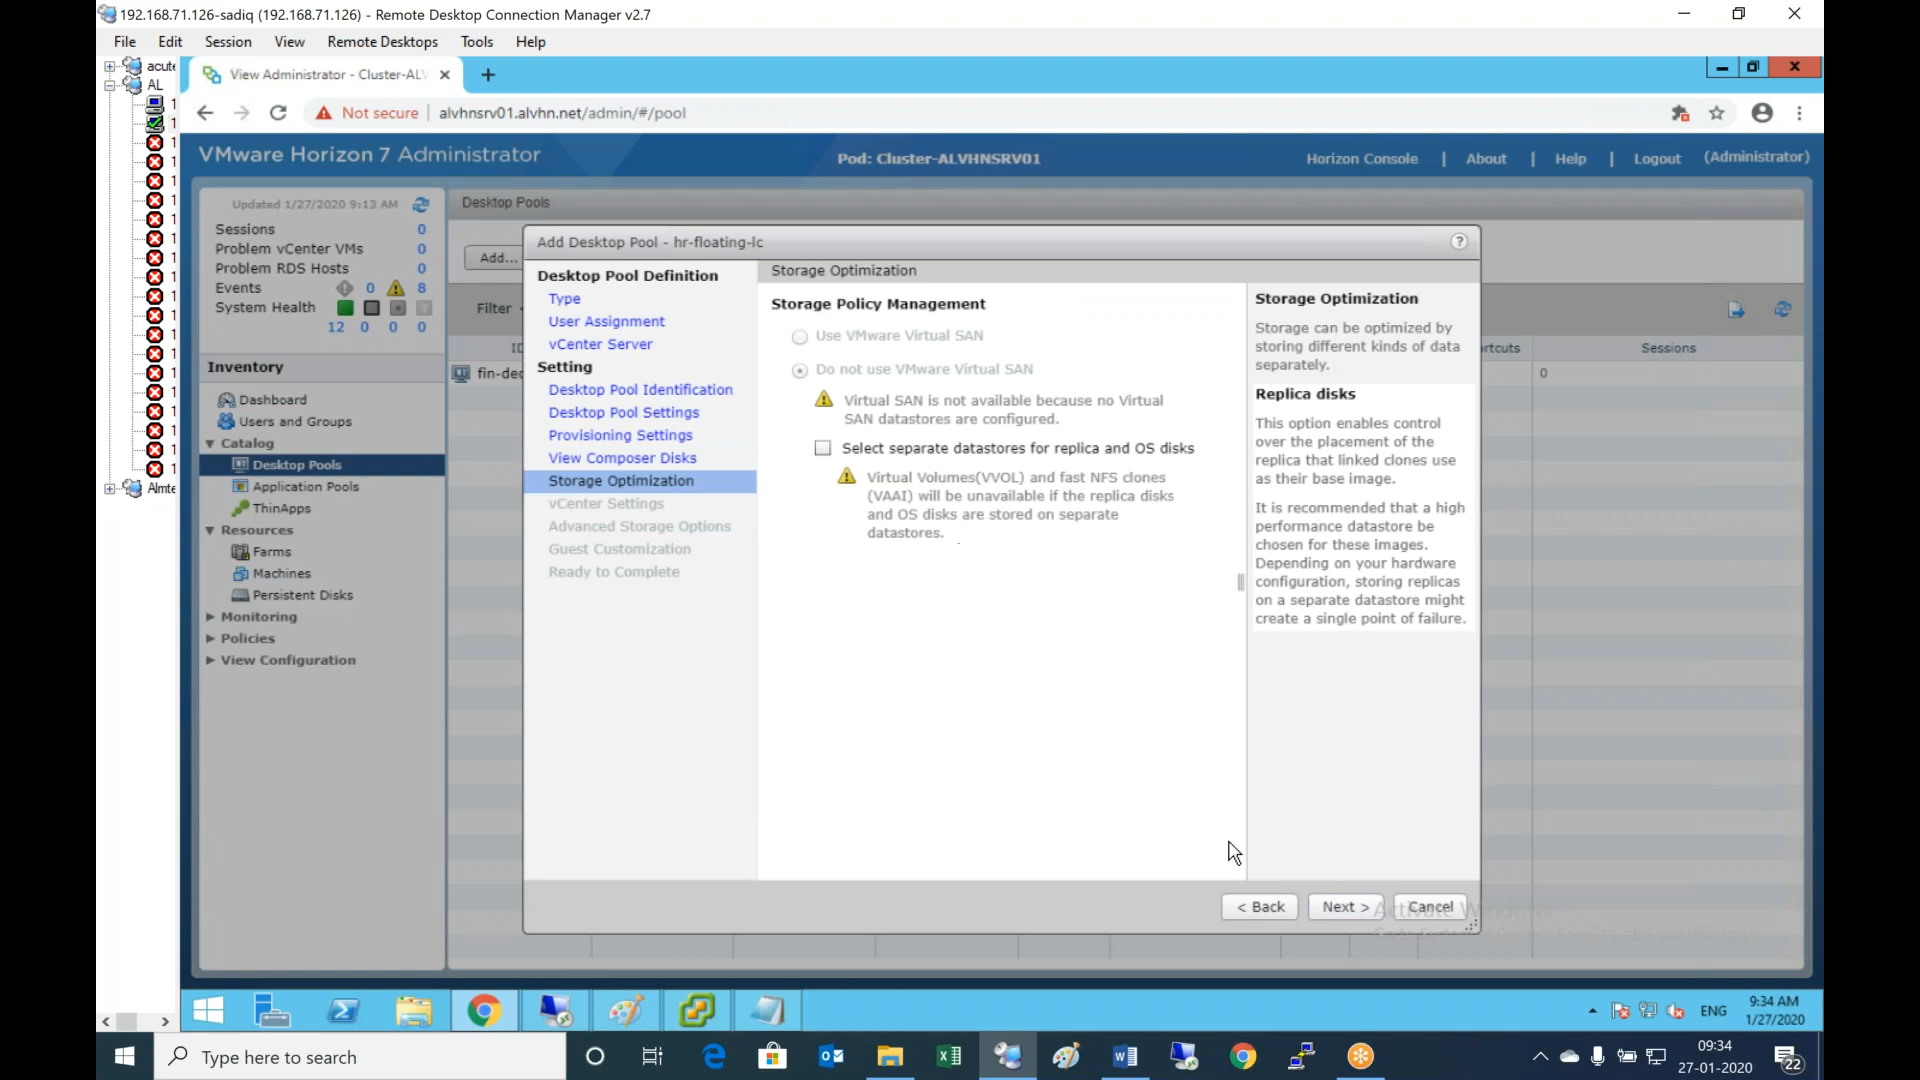 192.168.71.126-sadiq (192.168.71.126) - Remote Desktop Connection Manager v2.7
File Edit Session View Remote Desktops Tools Help
acute
AL
Almte
View Administrator - Cluster-ALV
Not secure alvhnsrv01.alvhn.net/admin/#/pool
VMware Horizon 7 Administrator
Pod: Cluster-ALVHNSRV01
Horizon Console | About | Help | Logout (Administrator)
Updated 1/27/2020 9:13 AM
Sessions 0
Problem vCenter VMs 0
Problem RDS Hosts 0
Events 0 8
System Health
12 0 0 0
Inventory
Dashboard
Users and Groups
Catalog
Desktop Pools
Application Pools
ThinApps
Resources
Farms
Machines
Persistent Disks
Monitoring
Policies
View Configuration
Desktop Pools
Add...
Filter
ID
fin-ded
rtcuts
Sessions
0
Add Desktop Pool - hr-floating-lc
?
Desktop Pool Definition
Type
User Assignment
vCenter Server
Setting
Desktop Pool Identification
Desktop Pool Settings
Provisioning Settings
View Composer Disks
Storage Optimization
vCenter Settings
Advanced Storage Options
Guest Customization
Ready to Complete
Storage Optimization
Storage Policy Management
Use VMware Virtual SAN
Do not use VMware Virtual SAN
Virtual SAN is not available because no Virtual
SAN datastores are configured.
Select separate datastores for replica and OS disks
Virtual Volumes(VVOL) and fast NFS clones
(VAAI) will be unavailable if the replica disks
and OS disks are stored on separate
datastores.
Storage Optimization
Storage can be optimized by
storing different kinds of data
separately.
Replica disks
This option enables control
over the placement of the
replica that linked clones use
as their base image.
It is recommended that a high
performance datastore be
chosen for these images.
Depending on your hardware
configuration, storing replicas
on a separate datastore might
create a single point of failure.
< Back Next > Cancel
Activate Windows
ENG
9:34 AM
1/27/2020
Type here to search
09:34
27-01-2020
22